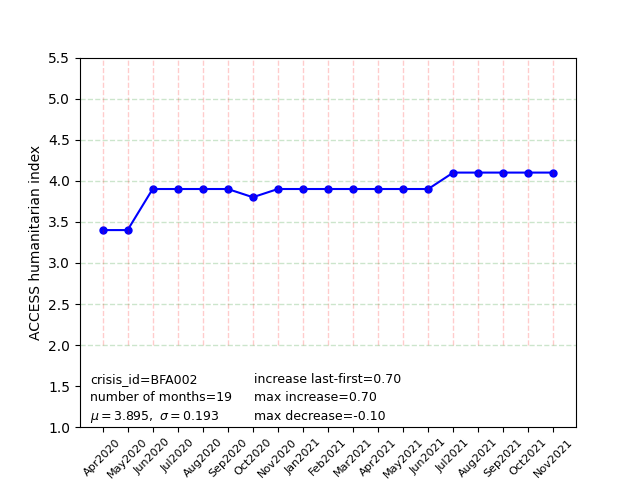 5.5
5.0
4.5
4.0
3.5
3.0
2.5
2.0
1.5
1.0
ACCESS humanitarian index
crisis_id=BFA002
number of months=19
μ = 3.895, σ = 0.193
increase last-first=0.70
max increase=0.70
max decrease=-0.10
Apr2020
May2020
Jun2020
Jul2020
Aug2020
Sep2020
Oct2020
Nov2020
Jan2021
Feb2021
Mar2021
Apr2021
May2021
Jun2021
Jul2021
Aug2021
Sep2021
Oct2021
Nov2021